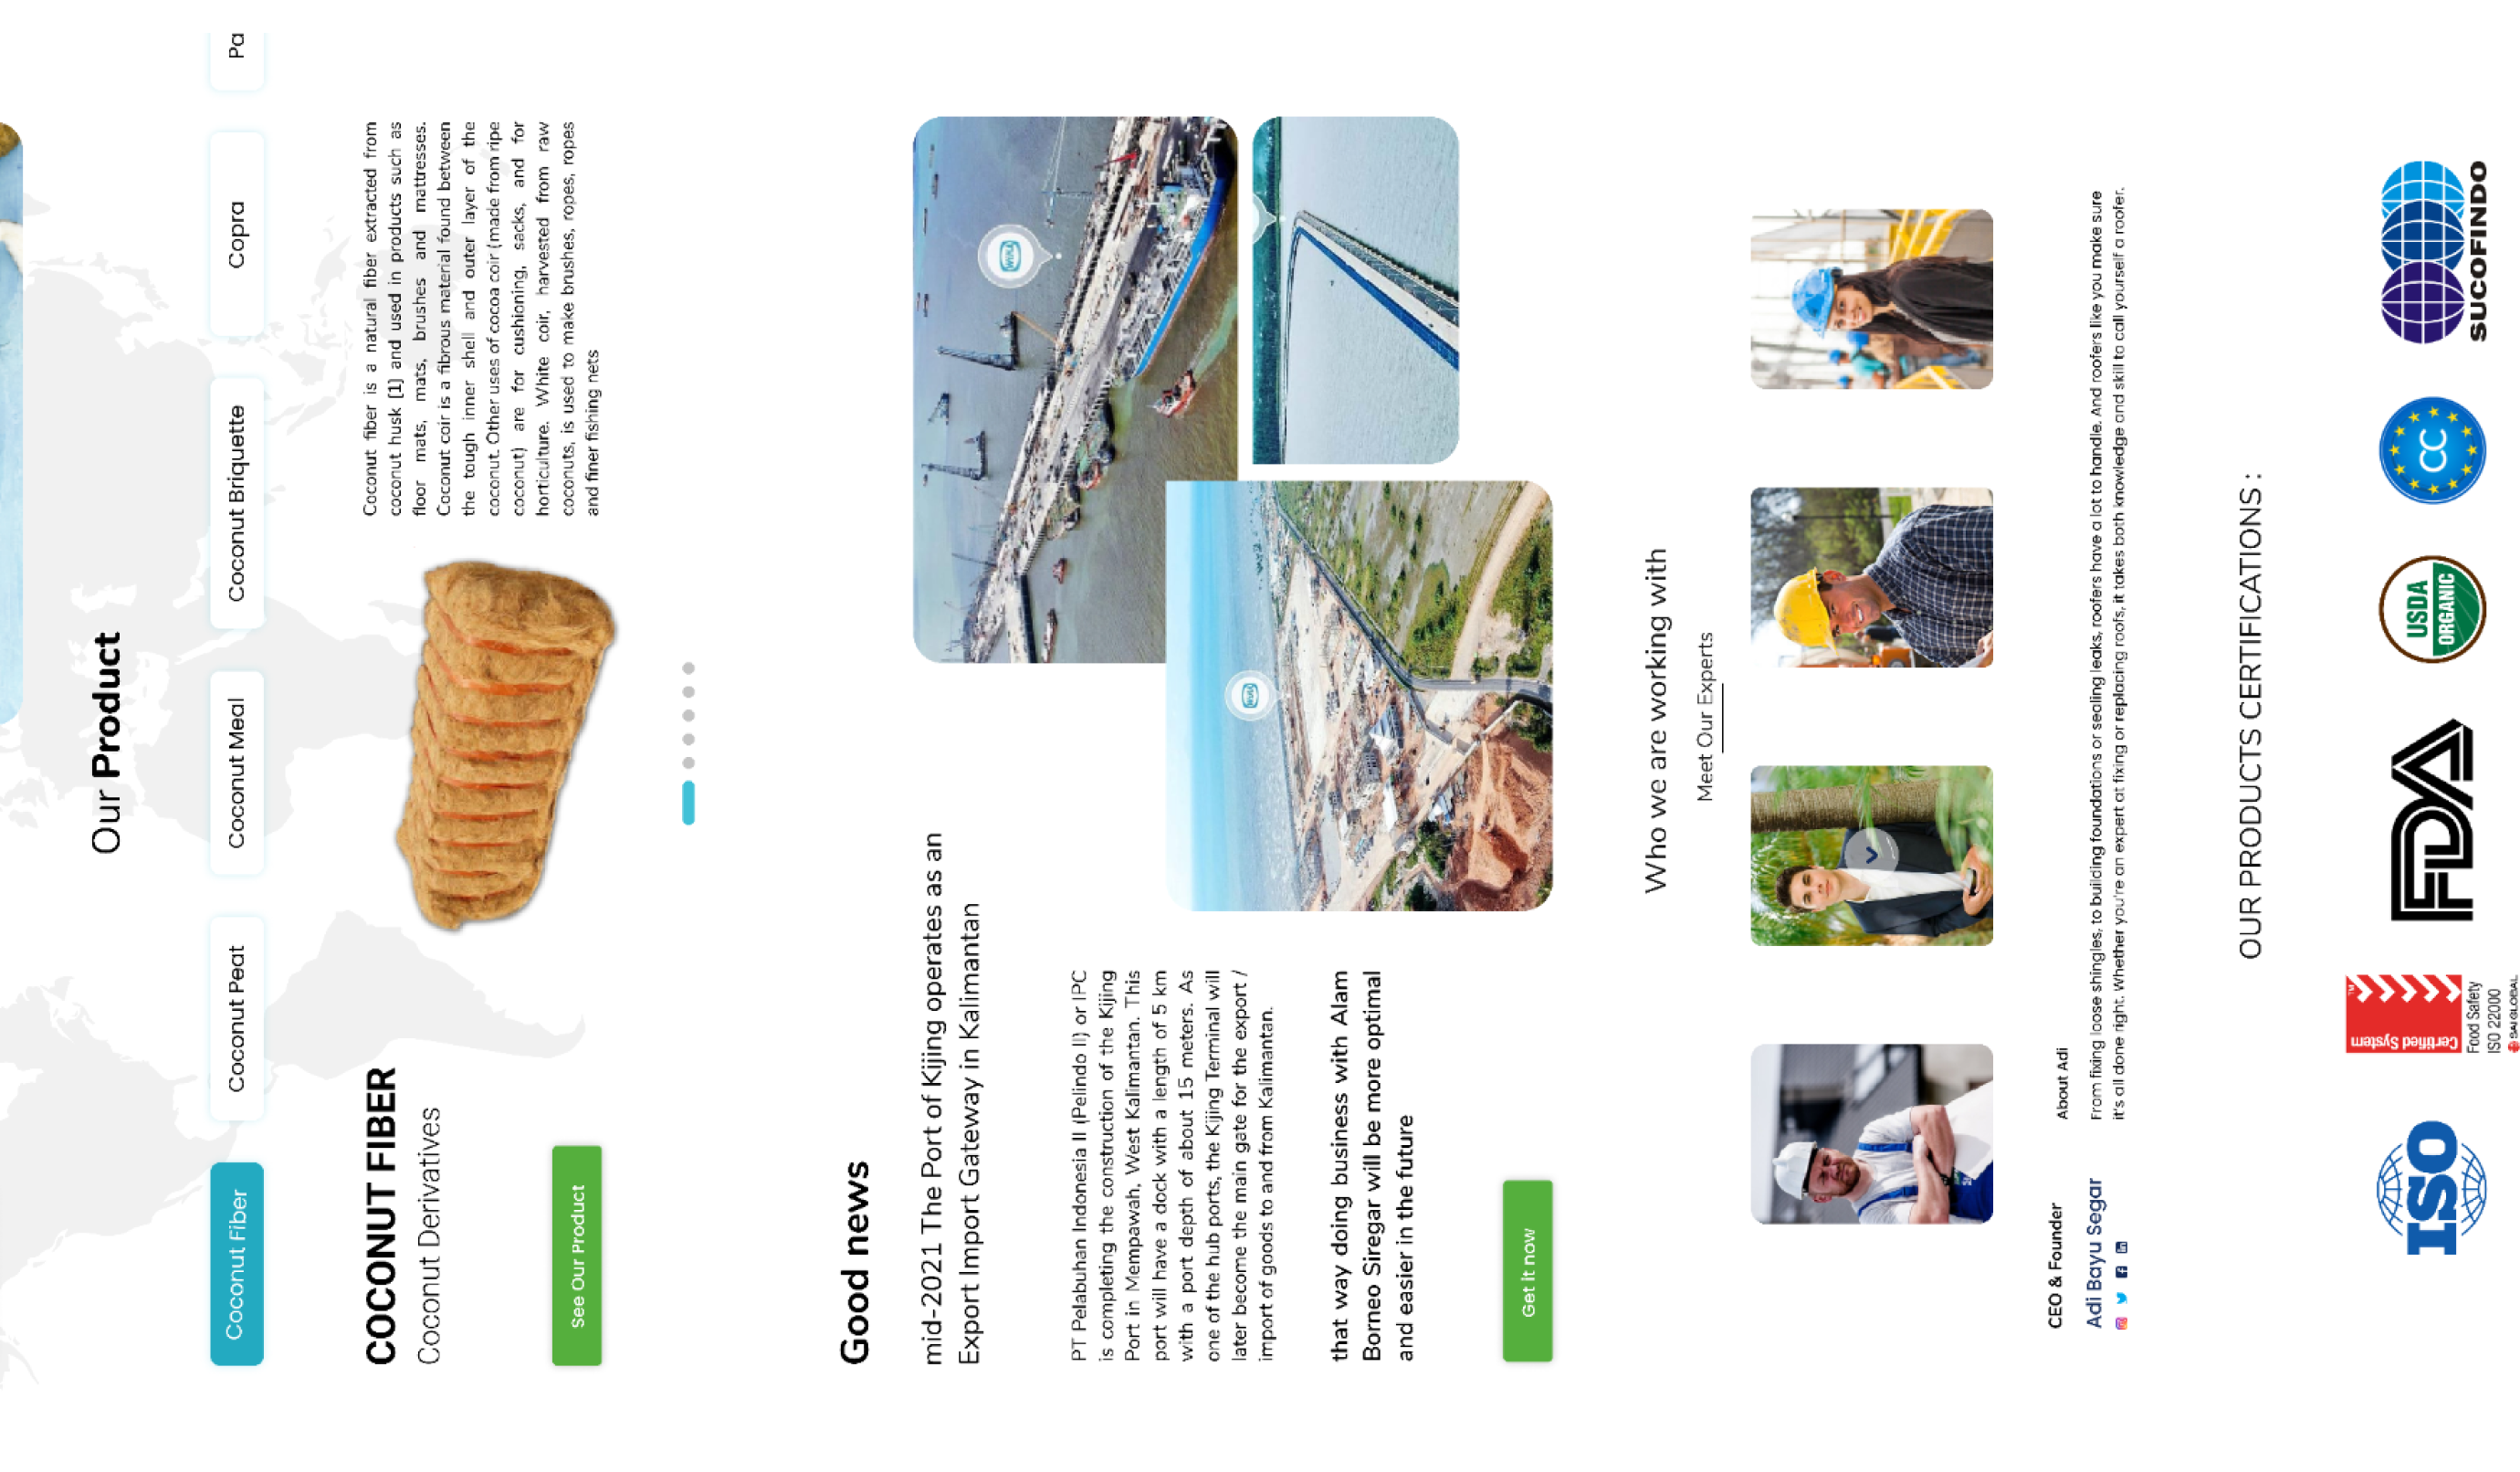 Our Product
Coconut Fiber
Coconut Peat
Coconut Meal
Coconut Briquette
Copra
Pa
COCONUT FIBER
Coconut Derivatives
See Our Product
Coconut fiber is a natural fiber extracted from
coconut husk [1] and used in products such as
floor mats, mats, brushes and mattresses.
Coconut coir is a fibrous material found between
the tough inner shell and outer layer of the
coconut. Other uses of cocoa coir (made from ripe
coconut) are for cushioning, sacks, and for
horticulture. White coir, harvested from raw
coconuts, is used to make brushes, ropes, ropes
and finer fishing nets
Good news
mid-2021 The Port of Kijing operates as an
Export Import Gateway in Kalimantan
PT Pelabuhan Indonesia II (Pelindo II) or IPC
is completing the construction of the Kijing
Port in Mempawah, West Kalimantan. This
port will have a dock with a length of 5 km
with a port depth of about 15 meters. As
one of the hub ports, the Kijing Terminal will
later become the main gate for the export /
import of goods to and from Kalimantan.
that way doing business with Alam
Borneo Siregar will be more optimal
and easier in the future
Get It now
Who we are working with
Meet Our Experts
CEO & Founder
Adi Bayu Segar
About Adi
From fixing loose shingles, to building foundations or sealing leaks, roofers have a lot to handle. And roofers like you make sure
it's all done right. Whether you're an expert at fixing or replacing roofs, it takes both knowledge and skill to call yourself a roofer.
OUR PRODUCTS CERTIFICATIONS :
ISO
Certified System
TM
Food Safety
ISO 22000
SAI GLOBAL
FDA
USDA
ORGANIC
CC
SUCOFINDO